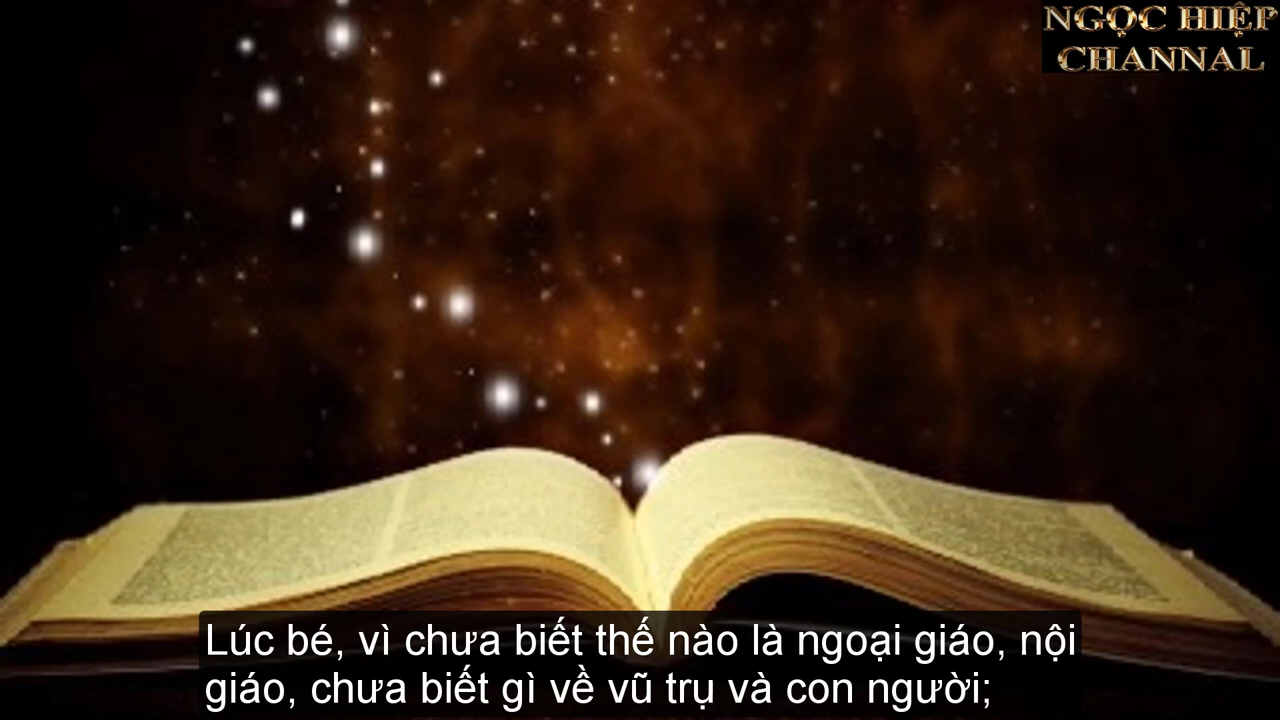 NGỌC HIỆP
CHANNAL
Lúc bé, vì chưa biết thế nào là ngoại giáo, nội
giáo, chưa biết gì về vũ trụ và con người;